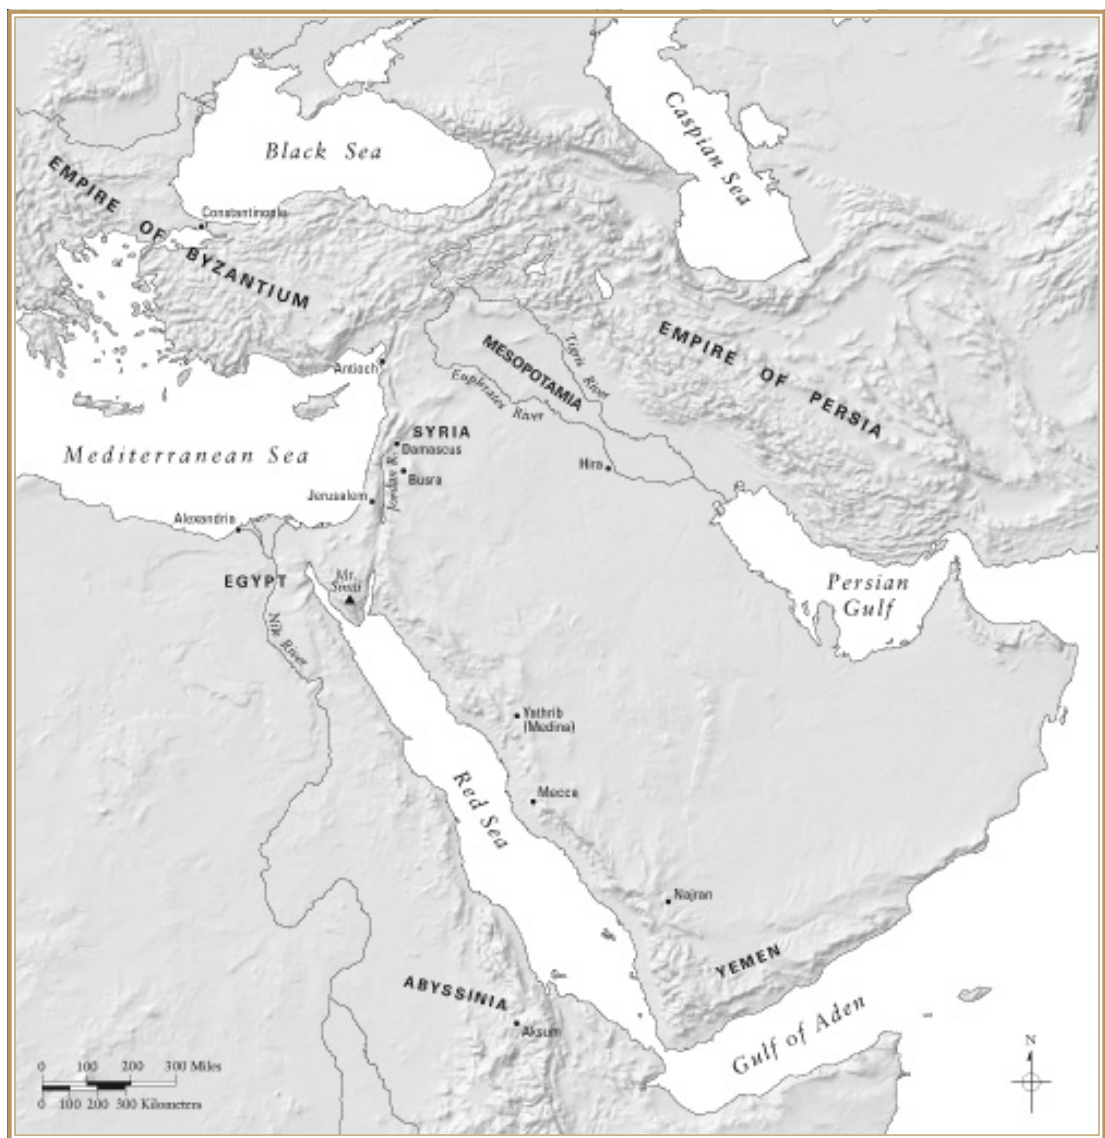 Black Sea
Caspian Sea
EMPIRE OF BYZANTIUM
Constantinople
EMPIRE OF PERSIA
MESOPOTAMIA
Tigris River
Euphrates River
Antioch
SYRIA
Damascus
Mediterranean Sea
Jordan R.
Busra
Hira
Jerusalem
Alexandria
EGYPT
Mt.
Sinai
Persian
Gulf
Nile River
Yathrib
(Medina)
Mecca
Red Sea
Najran
YEMEN
ABYSSINIA
Aksum
Gulf of Aden
N
0 100 200 300 Miles
0 100 200 300 Kilometers